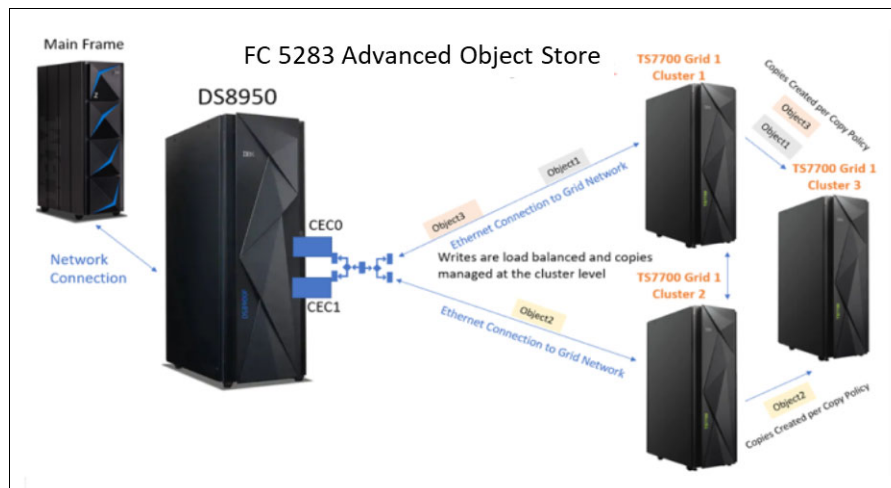 Main Frame
FC 5283 Advanced Object Store
DS8950
IBM
CEC0
CEC1
Network
Connection
Object3
Object1
Ethernet Connection to Grid Network
Writes are load balanced and copies
managed at the cluster level
Object2
Ethernet Connection to Grid Network
TS7700 Grid 1
Cluster 1
Copies Created per Copy Policy
Object3
Object1
TS7700 Grid 1
Cluster 3
TS7700 Grid 1
Cluster 2
Object2
Copies Created per Copy Policy